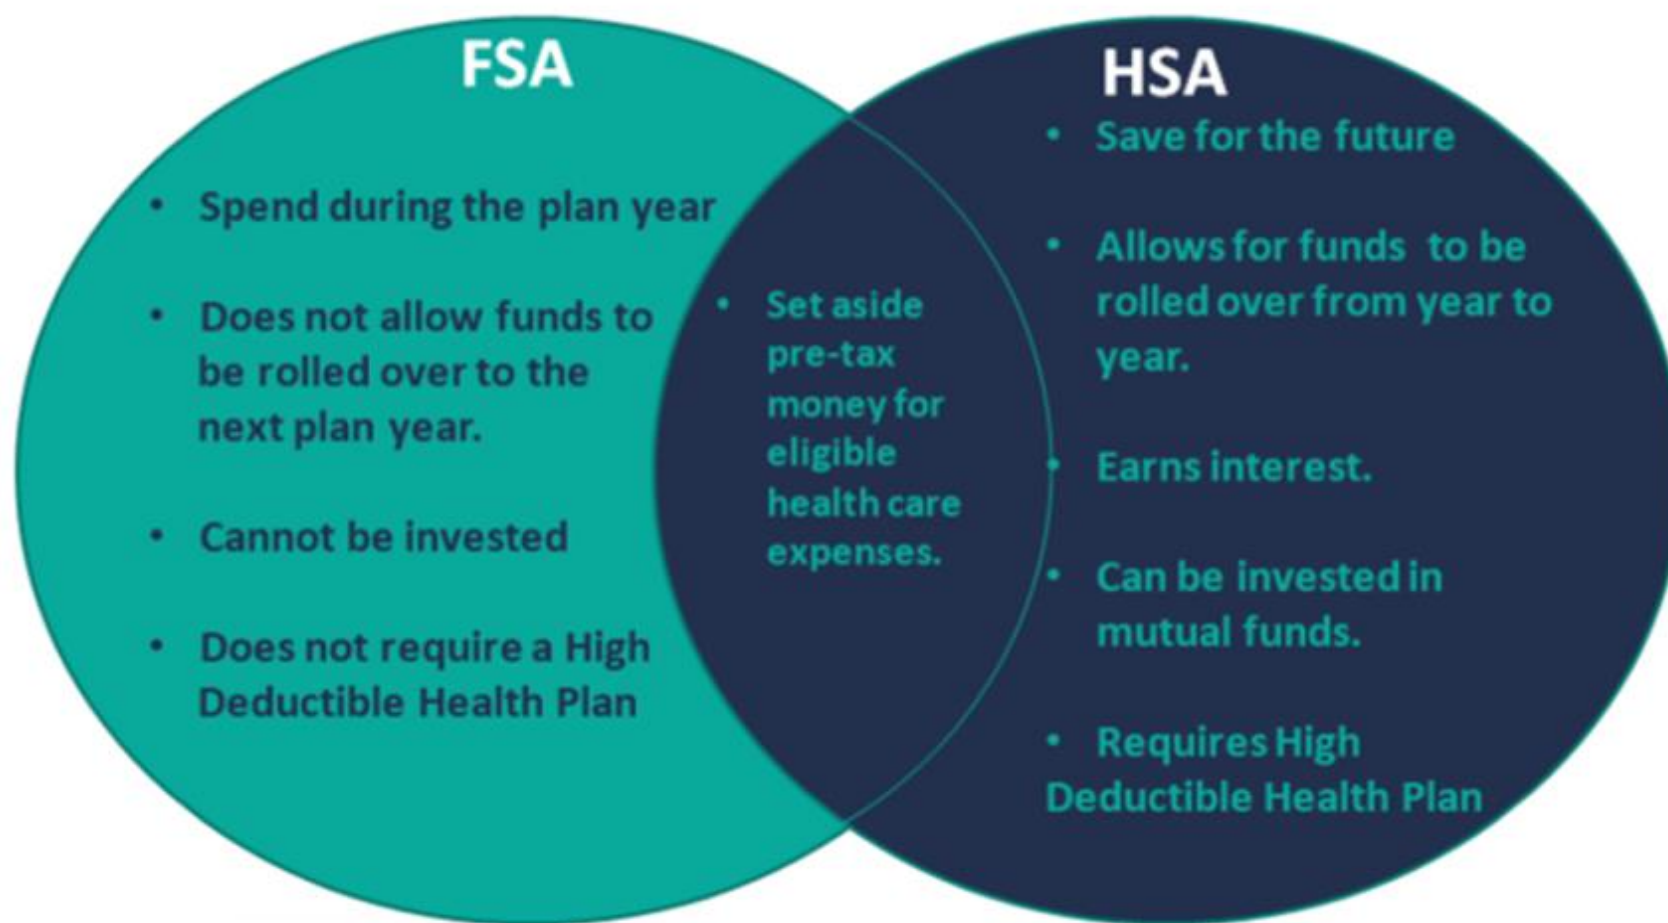 FSA
• Spend during the plan year
• Does not allow funds to
be rolled over to the
next plan year.
• Cannot be invested
• Does not require a High
Deductible Health Plan
• Set aside
pre-tax
money for
eligible
health care
expenses.
HSA
• Save for the future
• Allows for funds to be
rolled over from year to
year.
• Earns interest.
• Can be invested in
mutual funds.
• Requires High
Deductible Health Plan